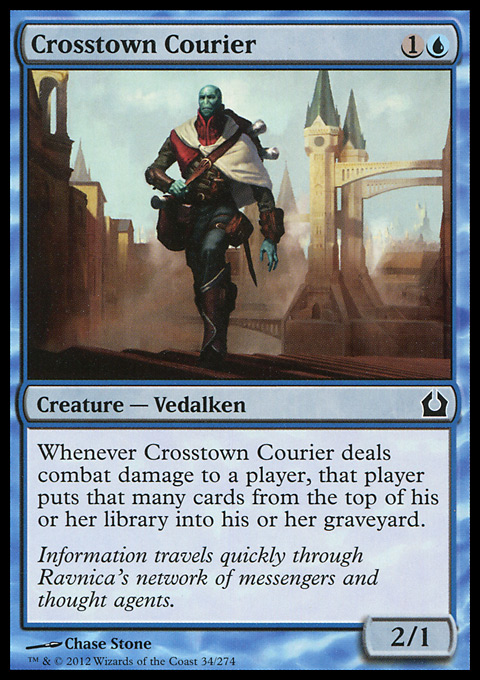 Crosstown Courier 1
Creature — Vedalken
Whenever Crosstown Courier deals
combat damage to a player, that player
puts that many cards from the top of his
or her library into his or her graveyard.
Information travels quickly through
Ravnica's network of messengers and
thought agents.
2/1
Chase Stone
™ & © 2012 Wizards of the Coast 34/274